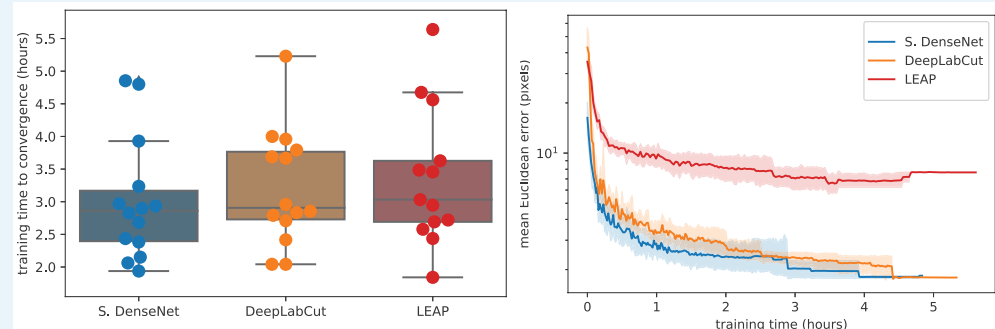 training time to convergence (hours)
5.5
5.0
4.5
4.0
3.5
3.0
2.5
2.0
S. DenseNet
DeepLabCut
LEAP
mean Euclidean error (pixels)
10¹
S. DenseNet
DeepLabCut
LEAP
0
1
2
3
4
5
training time (hours)